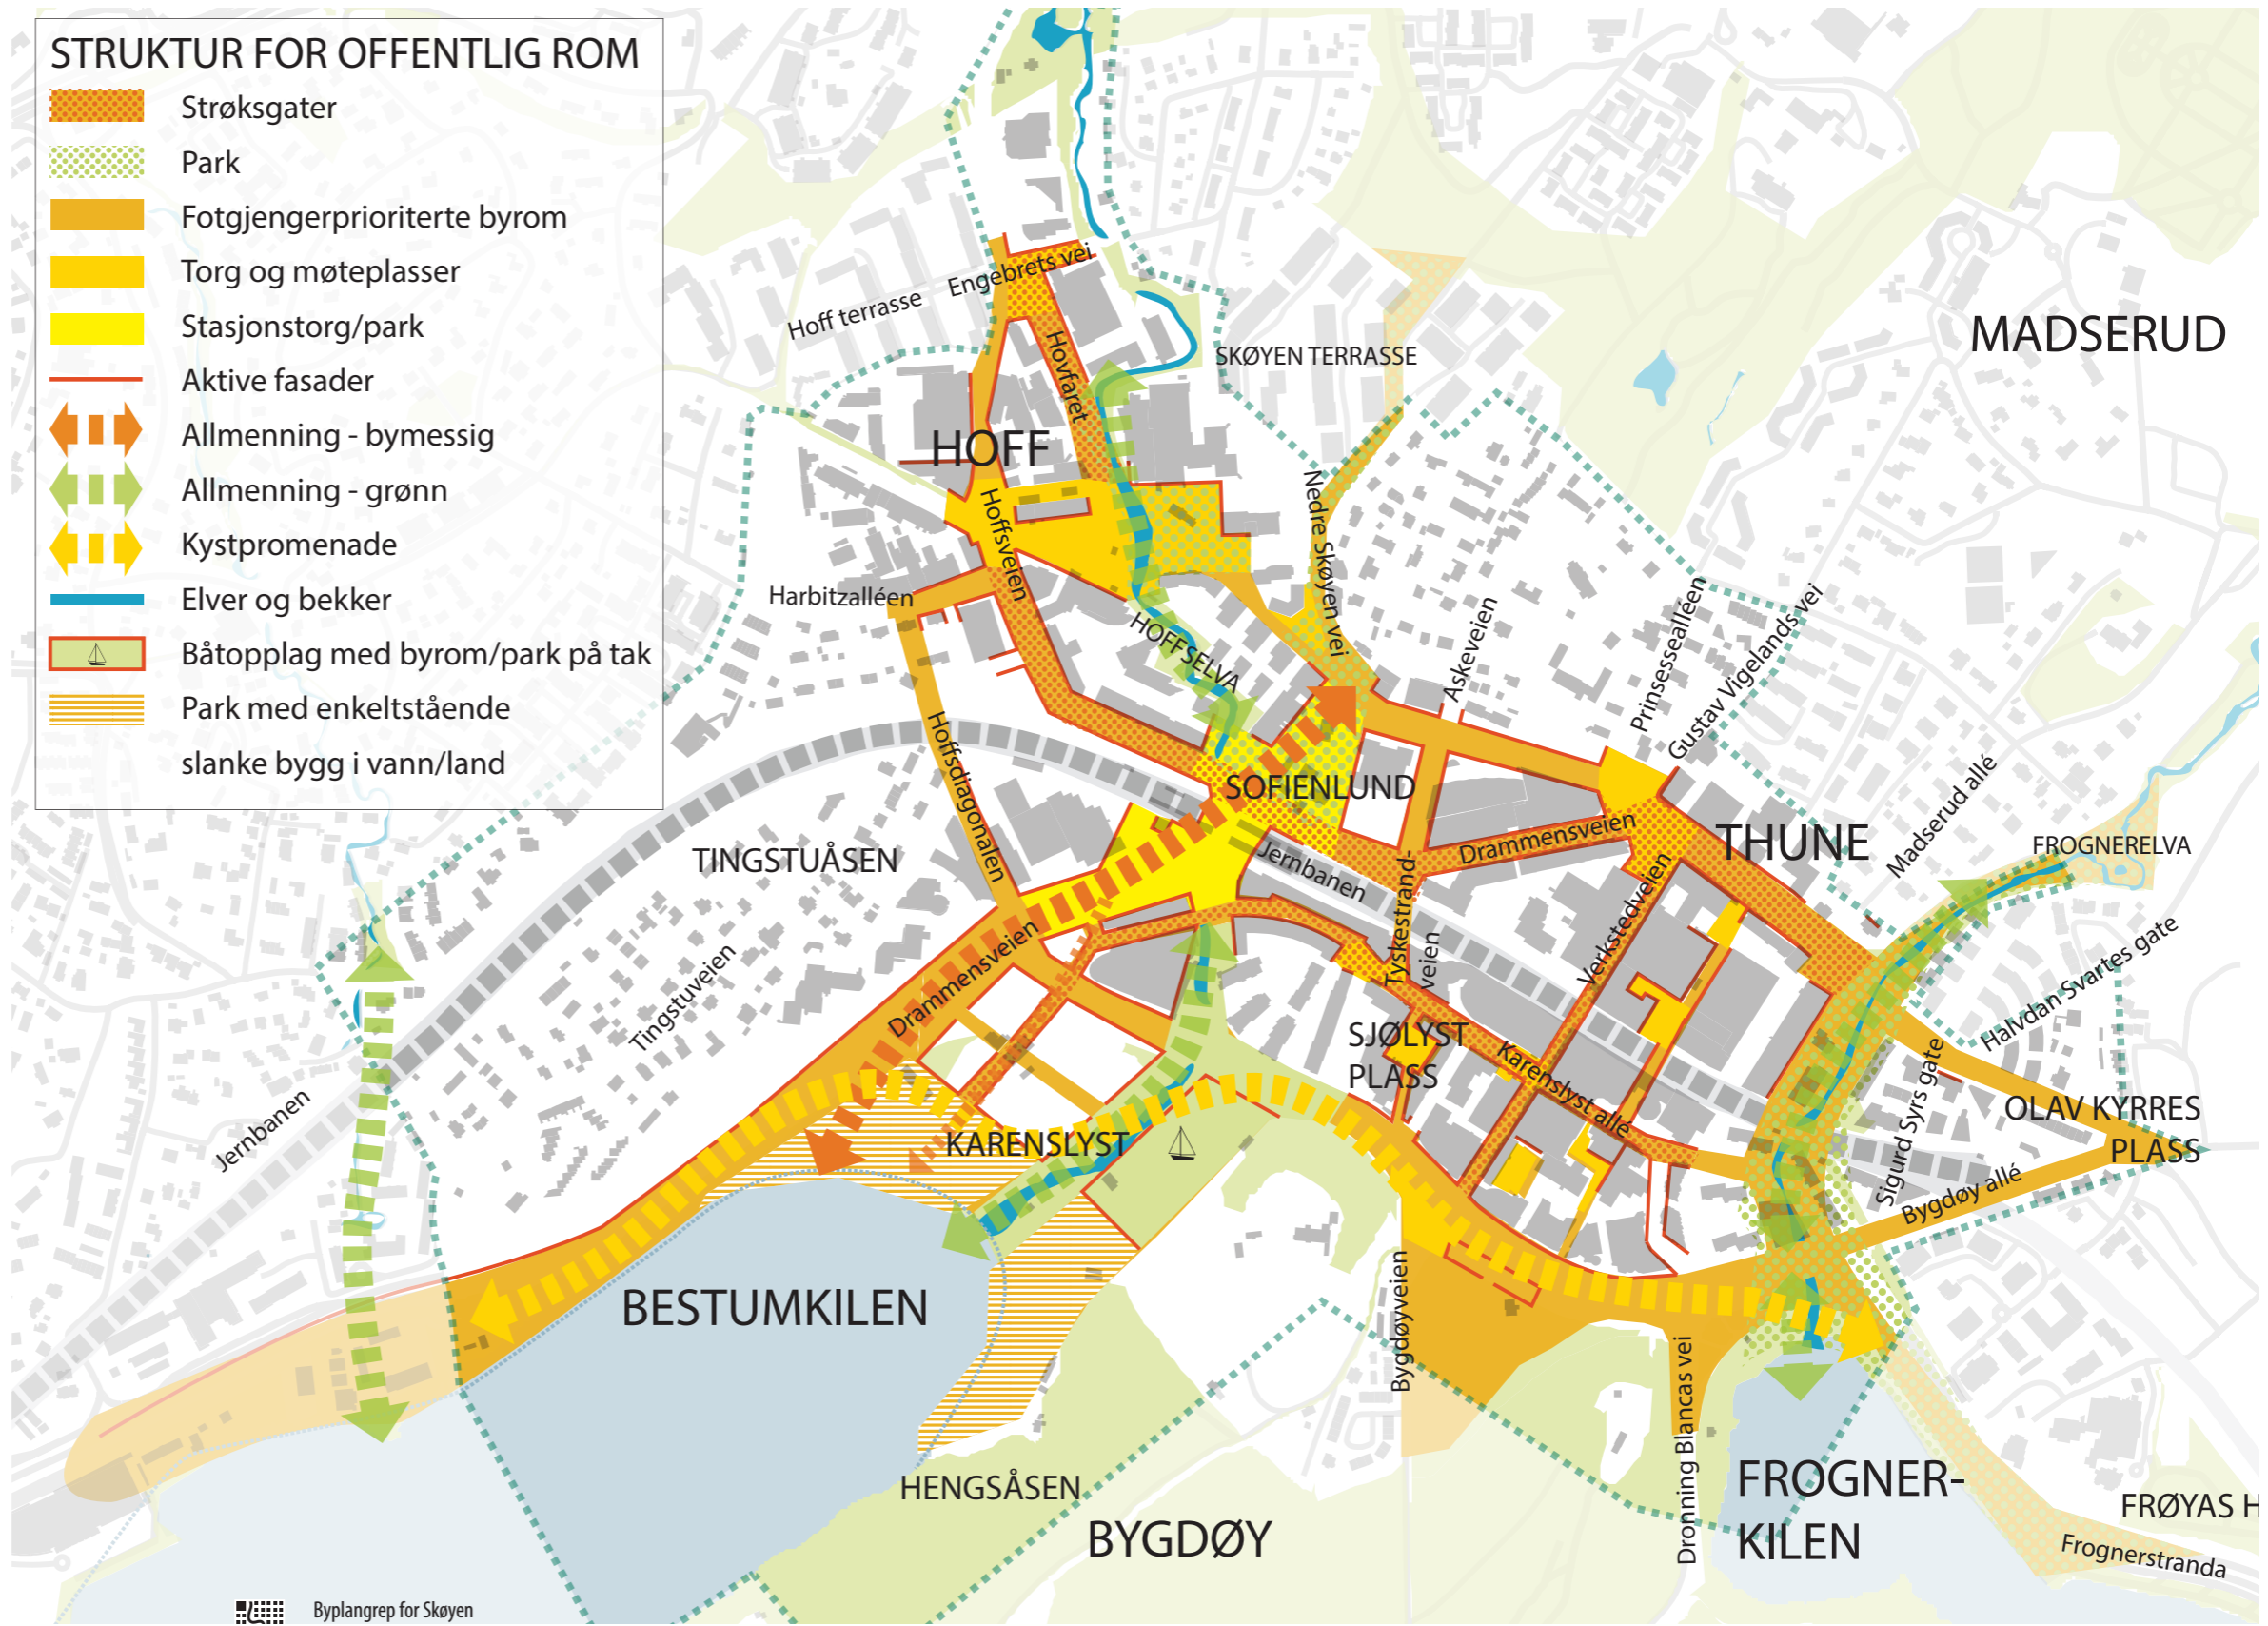 STRUKTUR FOR OFFENTLIG ROM
Strøksgater
Park
Fotgjengerprioriterte byrom
Torg og møteplasser
Stasjonstorg/park
Aktive fasader
Allmenning - bymessig
Allmenning - grønn
Kystpromenade
Elver og bekker
Båtopplag med byrom/park på tak
Park med enkeltstående
slanke bygg i vann/land
Engebrets vei
Hoff terrasse
Hovfaret
SKØYEN TERRASSE
MADSERUD
HOFF
Hoffsveien
Nedre Skøyen vei
Harbitzalléen
HOFFSELVA
Askeveien
Prinsessealléen
Gustav Vigelands vei
Hoffsdiagonalen
SOFIENLUND
Drammensveien
THUNE
Madserud allé
FROGNERELVA
TINGSTUÅSEN
Jernbanen
Tyskestrand-
veien
Verkstedveien
Drammensveien
Tingstuveien
Halvdan Svartes gate
SJØLYST
PLASS
Karenslyst allé
Sigurd Syrs gate
OLAV KYRRES
PLASS
Jernbanen
KARENSLYST
Bygdøy allé
BESTUMKILEN
Bygdøyveien
Dronning Blancas vei
HENGSÅSEN
BYGDØY
FROGNER-
KILEN
FRØYAS H
Frognerstranda
Byplangrep for Skøyen